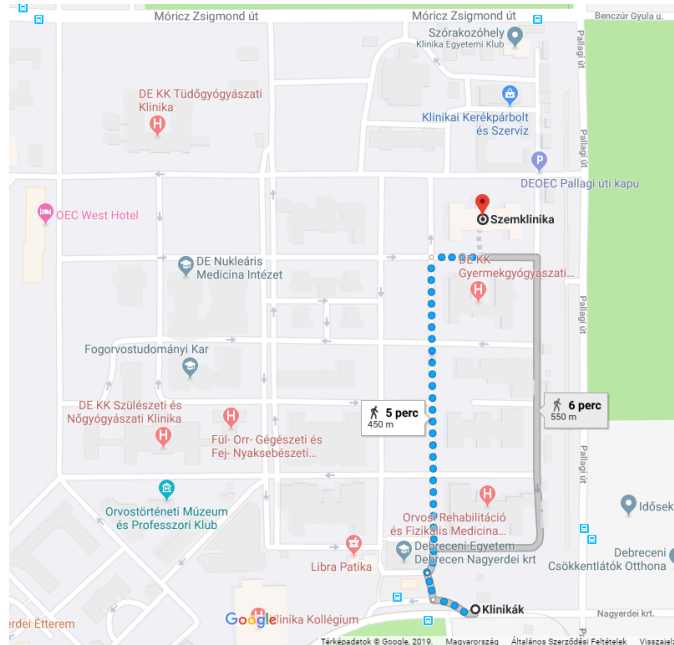 Móricz Zsigmond út
Móricz Zsigmond út
Benczúr Gyula u.
Szórakozóhely
Klinika Egyetemi Klub
Pallagi út
DE KK Tüdőgyógyászati
Klinika
Klinikai Kerékpárbolt
és Szerviz
P
DEOEC Pallagi úti kapu
H
OEC West Hotel
Szemklinika
DE Nukleáris
Medicina Intézet
DE KK
Gyermekgyógyászati...
H
Pallagi út
Fogorvostudományi Kar
DE KK Szülészeti és
Nőgyógyászati Klinika
H
H
5 perc
450 m
6 perc
550 m
Fül- Orr- Gégészeti és
Fej- Nyaksebészeti...
Pallagi út
H
Orvostörténeti Múzeum
és Professzori Klub
Orvosi Rehabilitáció
és Fizikális Medicina...
Idősek
Libra Patika
Debreceni Egyetem
Debrecen Nagyerdei krt
Debreceni
Csökkentlátók Otthona
Klinikák
Nagyerdei krt.
Google
H
Klinika Kollégium
erdei Étterem
Térképadatok © Google, 2019.
Magyarország
Általános Szerződési Feltételek
Visszajelz